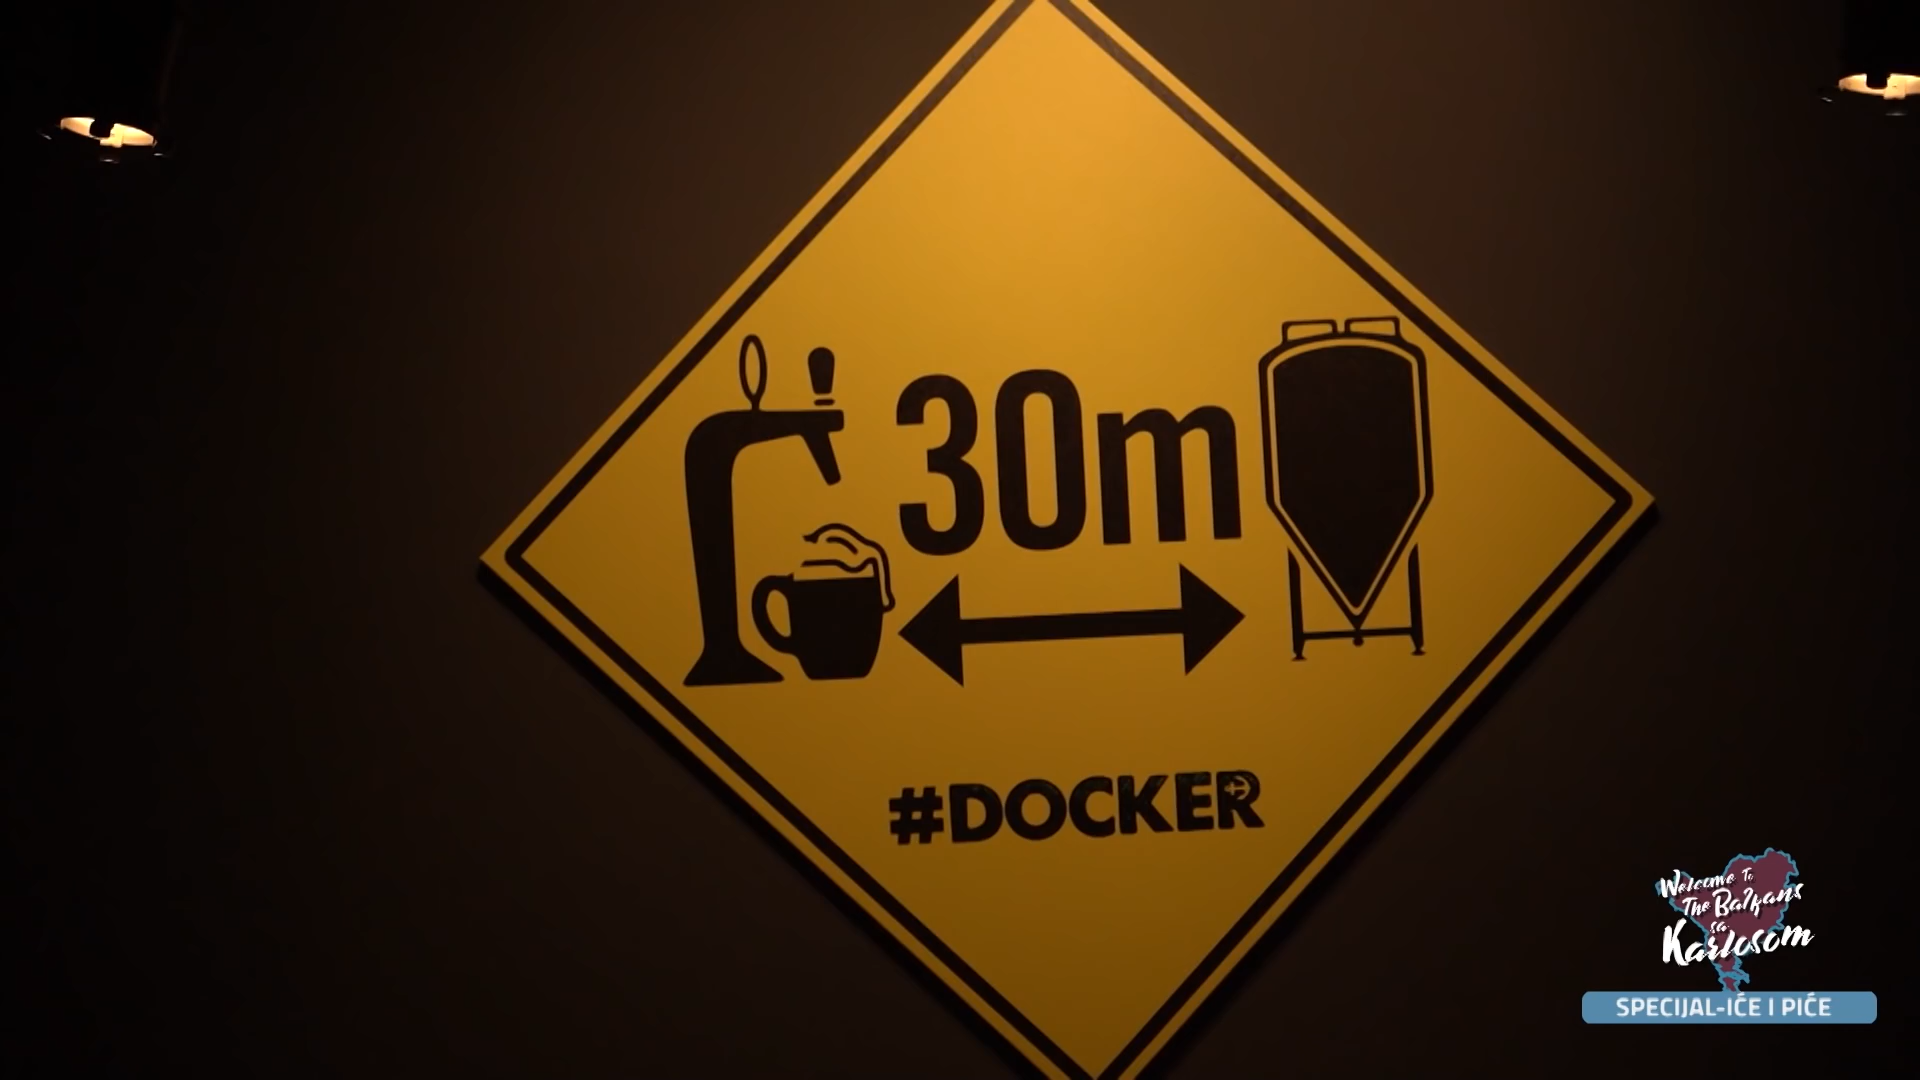 30m
#DOCKER
Welcome To
The Balkans
sa
Karlosom
SPECIJAL-IĆE I PIĆE